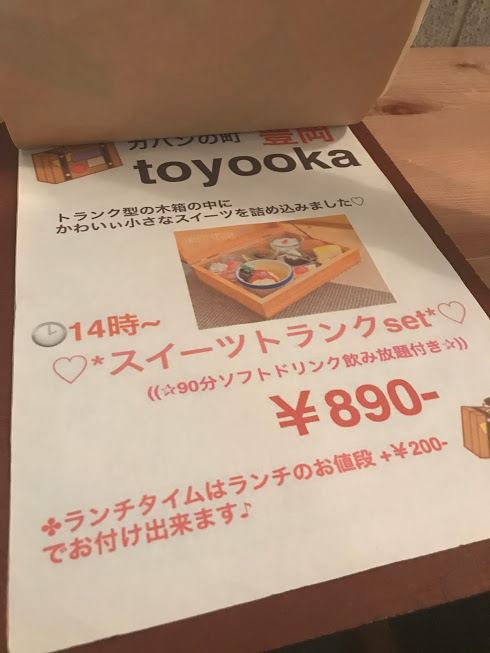 カバンの町 豊岡
toyooka
トランク型の木箱の中に
かわいぃ小さなスイーツを詰め込みました♡
14時~
♡*スイーツトランクset*♡
((☆90分ソフトドリンク飲み放題付き☆))
￥890-
✤ランチタイムはランチのお値段 +￥200-
でお付け出来ます♪